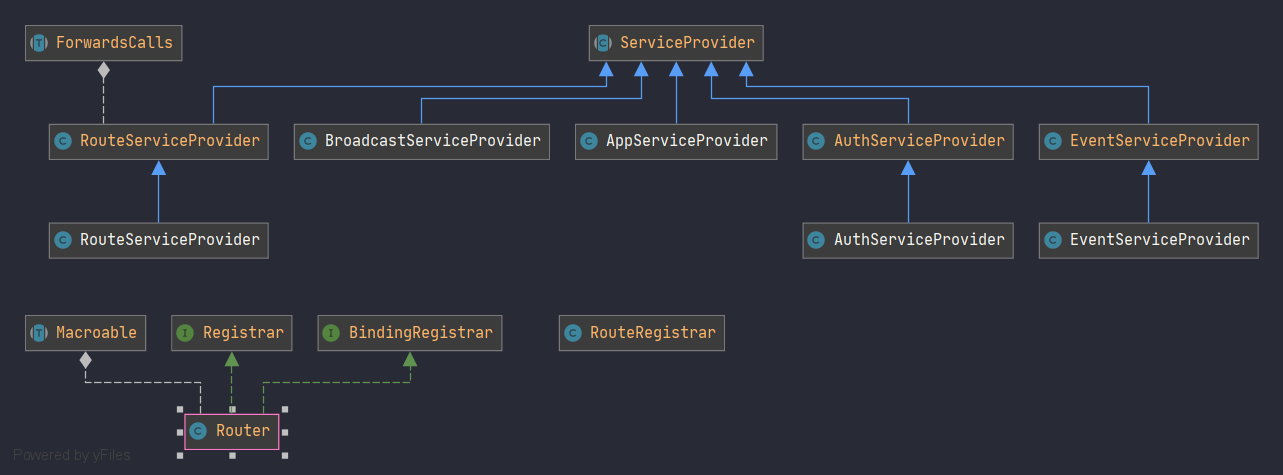 ForwardsCalls
ServiceProvider
RouteServiceProvider
BroadcastServiceProvider
AppServiceProvider
AuthServiceProvider
EventServiceProvider
RouteServiceProvider
AuthServiceProvider
EventServiceProvider
Macroable
Registrar
BindingRegistrar
RouteRegistrar
Router
Powered by yFiles